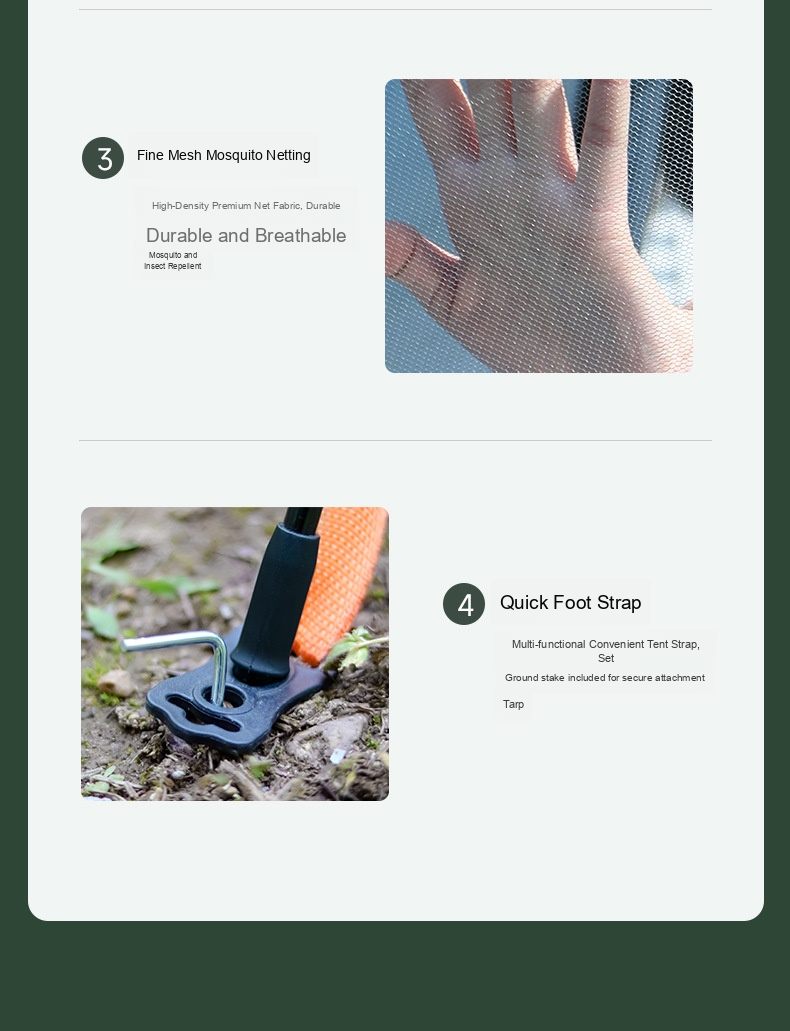 3
Fine Mesh Mosquito Netting
High-Density Premium Net Fabric, Durable
Durable and Breathable
Mosquito and
Insect Repellent
4
Quick Foot Strap
Multi-functional Convenient Tent Strap,
Set
Ground stake included for secure attachment
Tarp